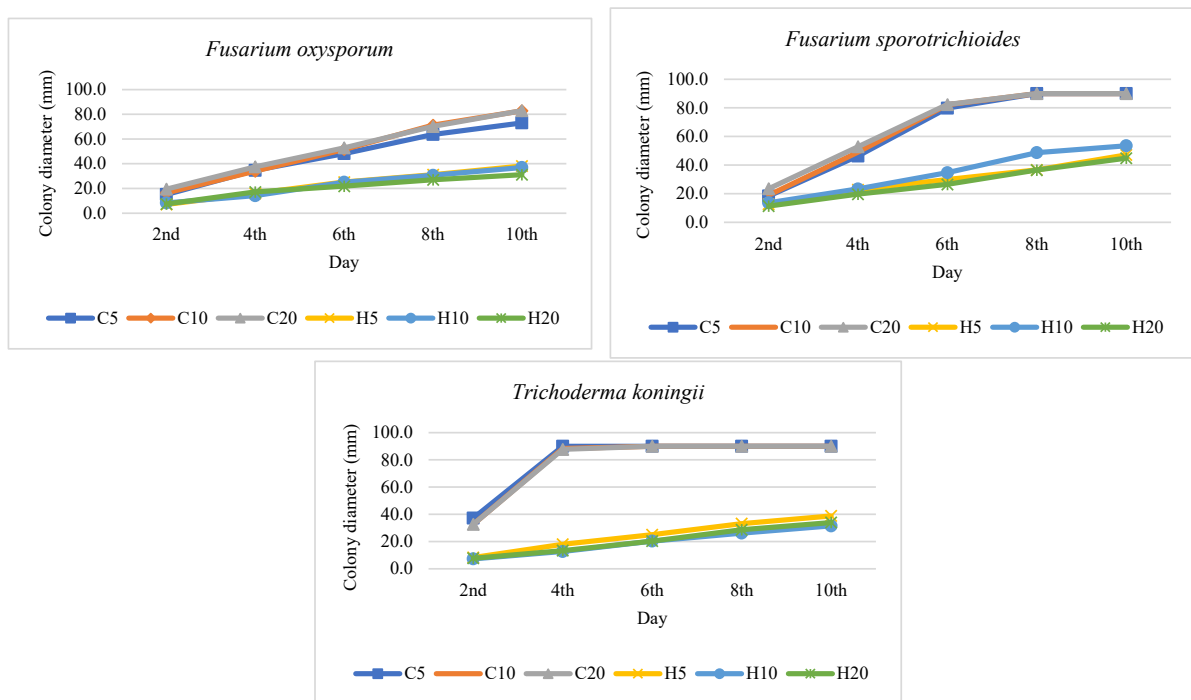 Fusarium oxysporum
Colony diameter (mm)
100.0
80.0
60.0
40.0
20.0
0.0
2nd 4th 6th 8th 10th
Day
C5 C10 C20 H5 H10 H20
Fusarium sporotrichioides
Colony diameter (mm)
100.0
80.0
60.0
40.0
20.0
0.0
2nd 4th 6th 8th 10th
Day
C5 C10 C20 H5 H10 H20
Trichoderma koningii
Colony diameter (mm)
100.0
80.0
60.0
40.0
20.0
0.0
2nd 4th 6th 8th 10th
Day
C5 C10 C20 H5 H10 H20